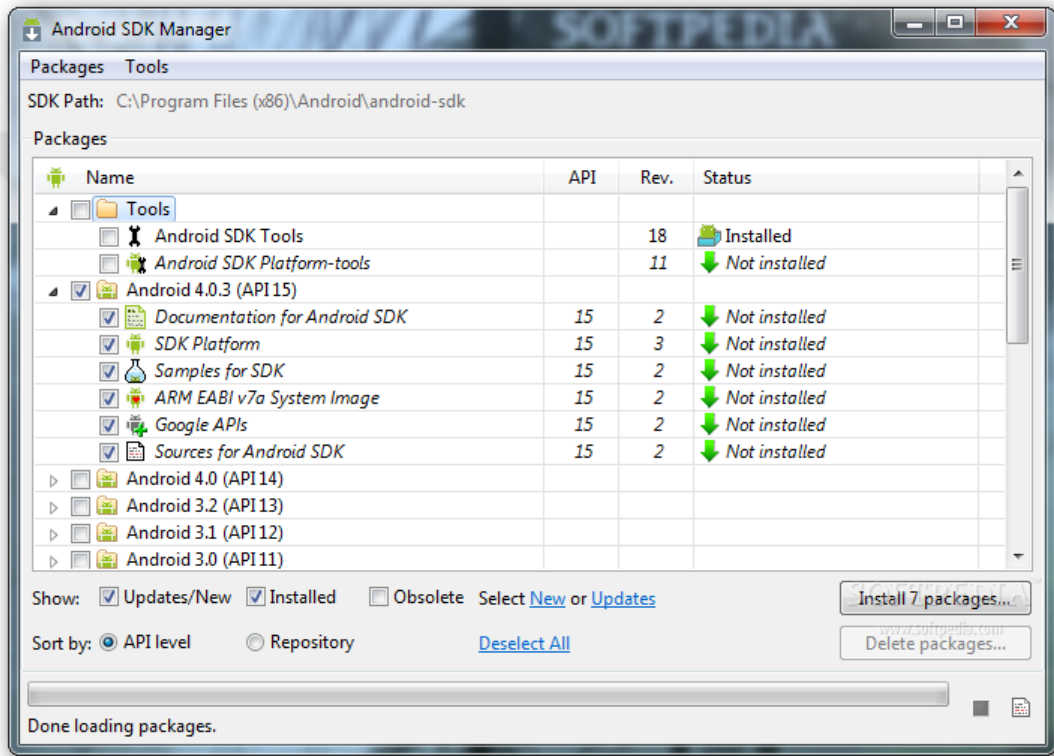 SOFTPEDIA
Android SDK Manager
Packages Tools
SDK Path: C:\Program Files (x86)\Android\android-sdk
Packages
Name API Rev. Status
Tools
Android SDK Tools 18 Installed
Android SDK Platform-tools 11 Not installed
Android 4.0.3 (API 15)
Documentation for Android SDK 15 2 Not installed
SDK Platform 15 3 Not installed
Samples for SDK 15 2 Not installed
ARM EABI v7a System Image 15 2 Not installed
Google APIs 15 2 Not installed
Sources for Android SDK 15 2 Not installed
Android 4.0 (API 14)
Android 3.2 (API 13)
Android 3.1 (API 12)
Android 3.0 (API 11)
Show: Updates/New Installed Obsolete Select New or Updates Install 7 packages...
SOFTPEDIA™
www.softpedia.com
Sort by: API level Repository Deselect All Delete packages...
Done loading packages.